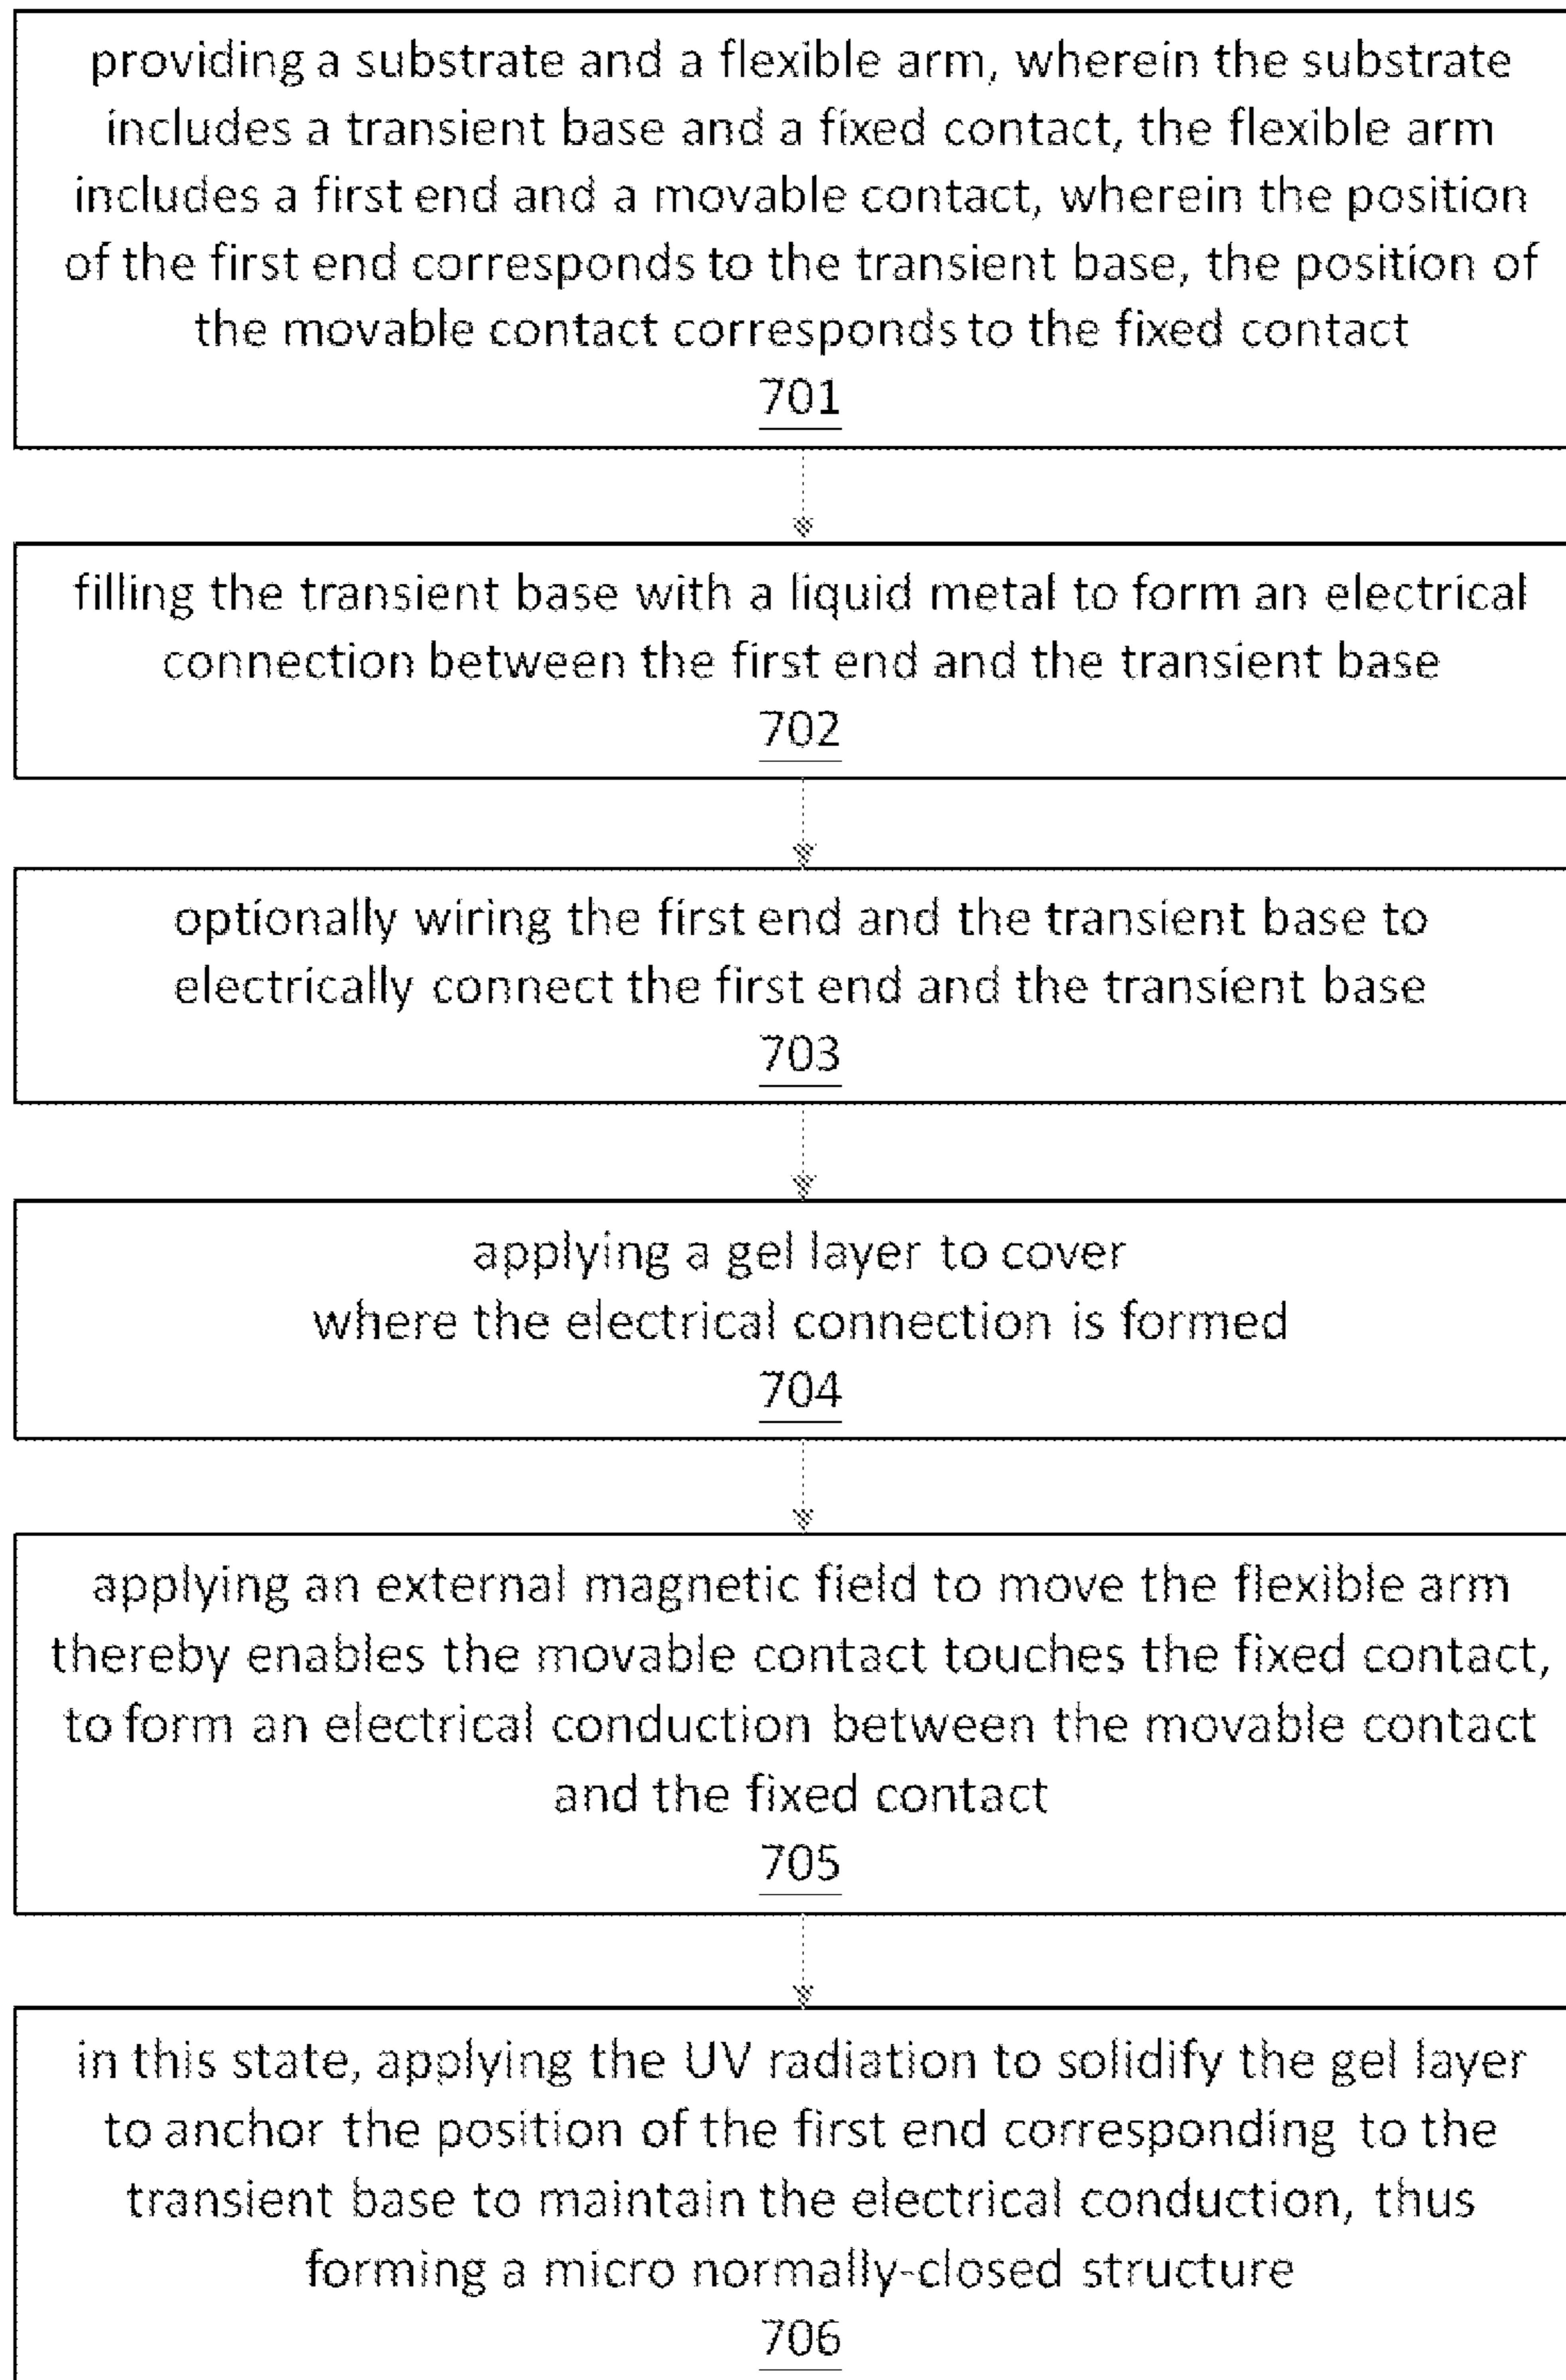 providing a substrate and a flexible arm, wherein the substrate
includes a transient base and a fixed contact, the flexible arm
includes a first end and a movable contact, wherein the position
of the first end corresponds to the transient base, the position of
the movable contact corresponds to the fixed contact
701
filling the transient base with a liquid metal to form an electrical
connection between the first end and the transient base
702
optionally wiring the first end and the transient base to
electrically connect the first end and the transient base
703
applying a gel layer to cover
where the electrical connection is formed
704
applying an external magnetic field to move the flexible arm
thereby enables the movable contact touches the fixed contact,
to form an electrical conduction between the movable contact
and the fixed contact
705
in this state, applying the UV radiation to solidify the gel layer
to anchor the position of the first end corresponding to the
transient base to maintain the electrical conduction, thus
forming a micro normally-closed structure
706